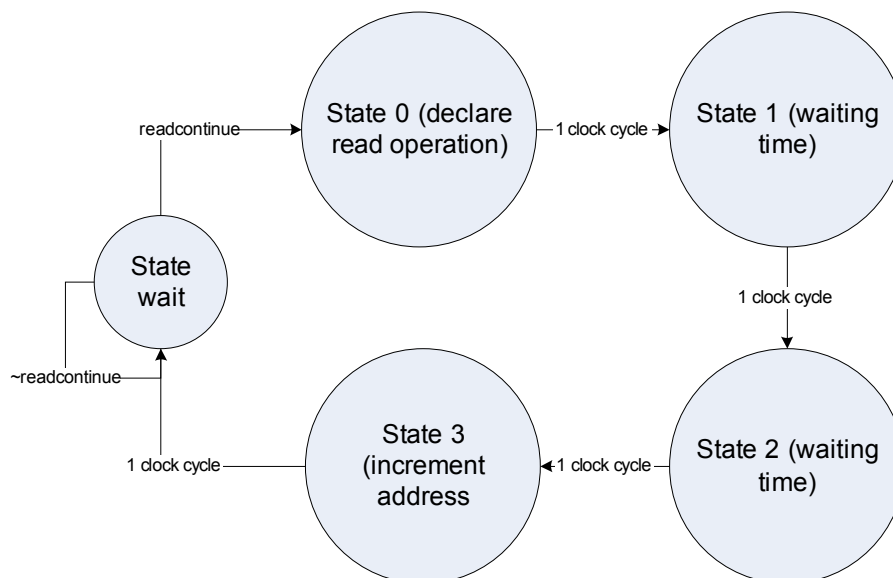 readcontinue
State 0 (declare
read operation)
1 clock cycle
State 1 (waiting
time)
State
wait
1 clock cycle
~readcontinue
State 3
(increment
address
1 clock cycle
State 2 (waiting
time)
1 clock cycle